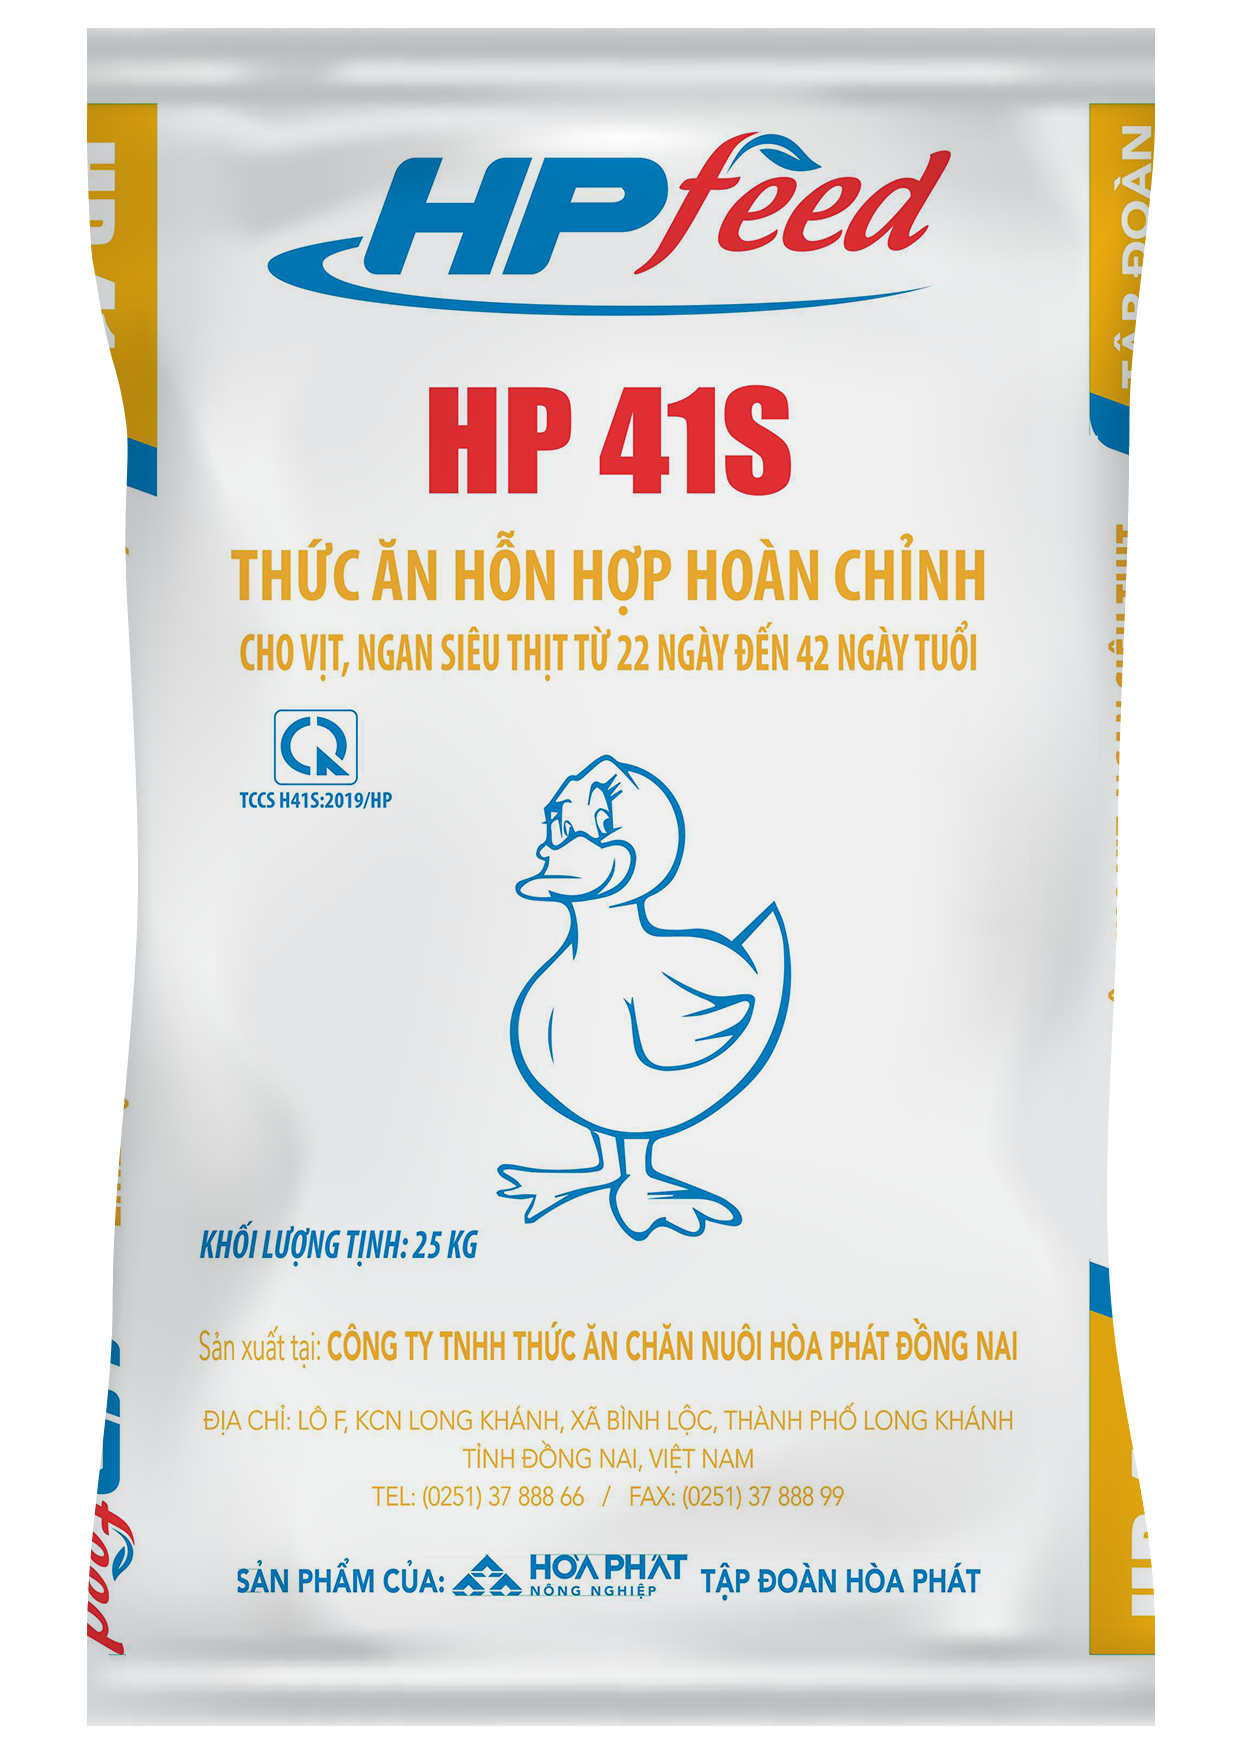 HPfeed
HP 41S
THỨC ĂN HỖN HỢP HOÀN CHỈNH
CHO VỊT, NGAN SIÊU THỊT TỪ 22 NGÀY ĐẾN 42 NGÀY TUỔI
TCCS H41S:2019/HP
KHỐI LƯỢNG TỊNH: 25 KG
Sản xuất tại: CÔNG TY TNHH THỨC ĂN CHĂN NUÔI HÒA PHÁT ĐỒNG NAI
ĐỊA CHỈ: LÔ F, KCN LONG KHÁNH, XÃ BÌNH LỘC, THÀNH PHỐ LONG KHÁNH
TỈNH ĐỒNG NAI, VIỆT NAM
TEL: (0251) 37 888 66 / FAX: (0251) 37 888 99
SẢN PHẨM CỦA: HÒA PHÁT TẬP ĐOÀN HÒA PHÁT
NÔNG NGHIỆP
TẬP ĐOÀN
feed